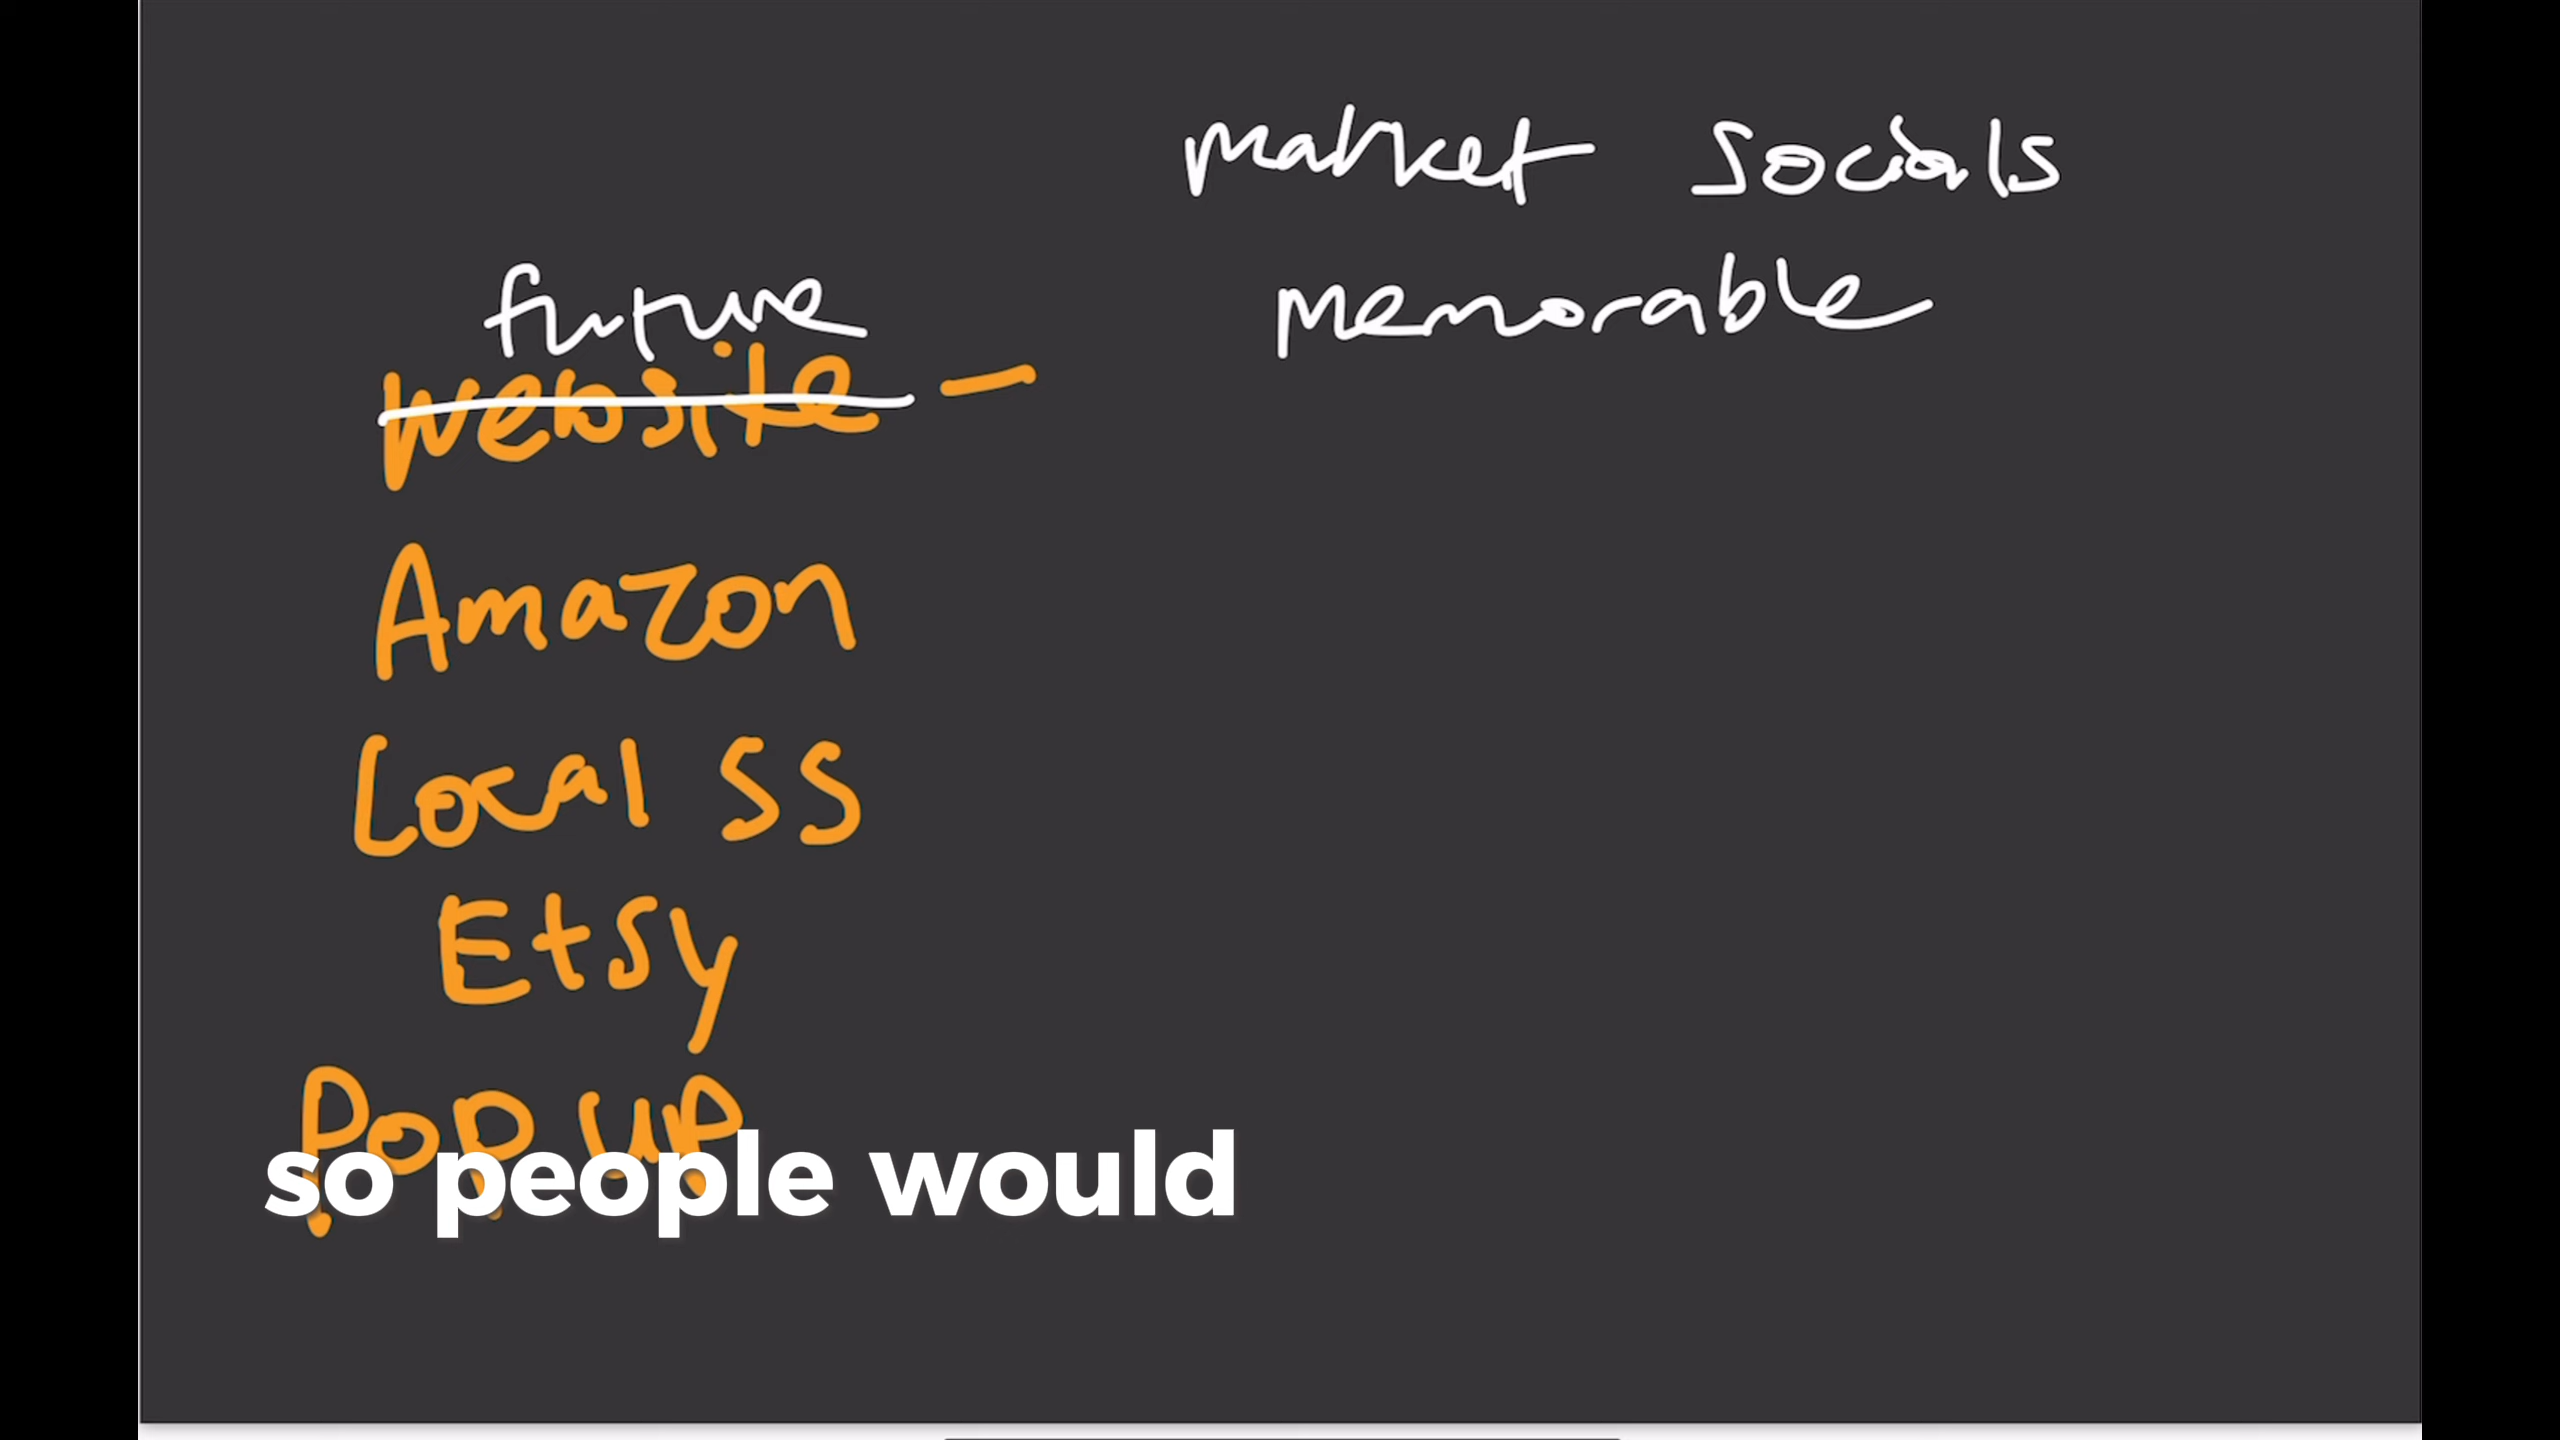 market socials
memorable
future
website -
Amazon
Local SS
Etsy
Pop up
so people would